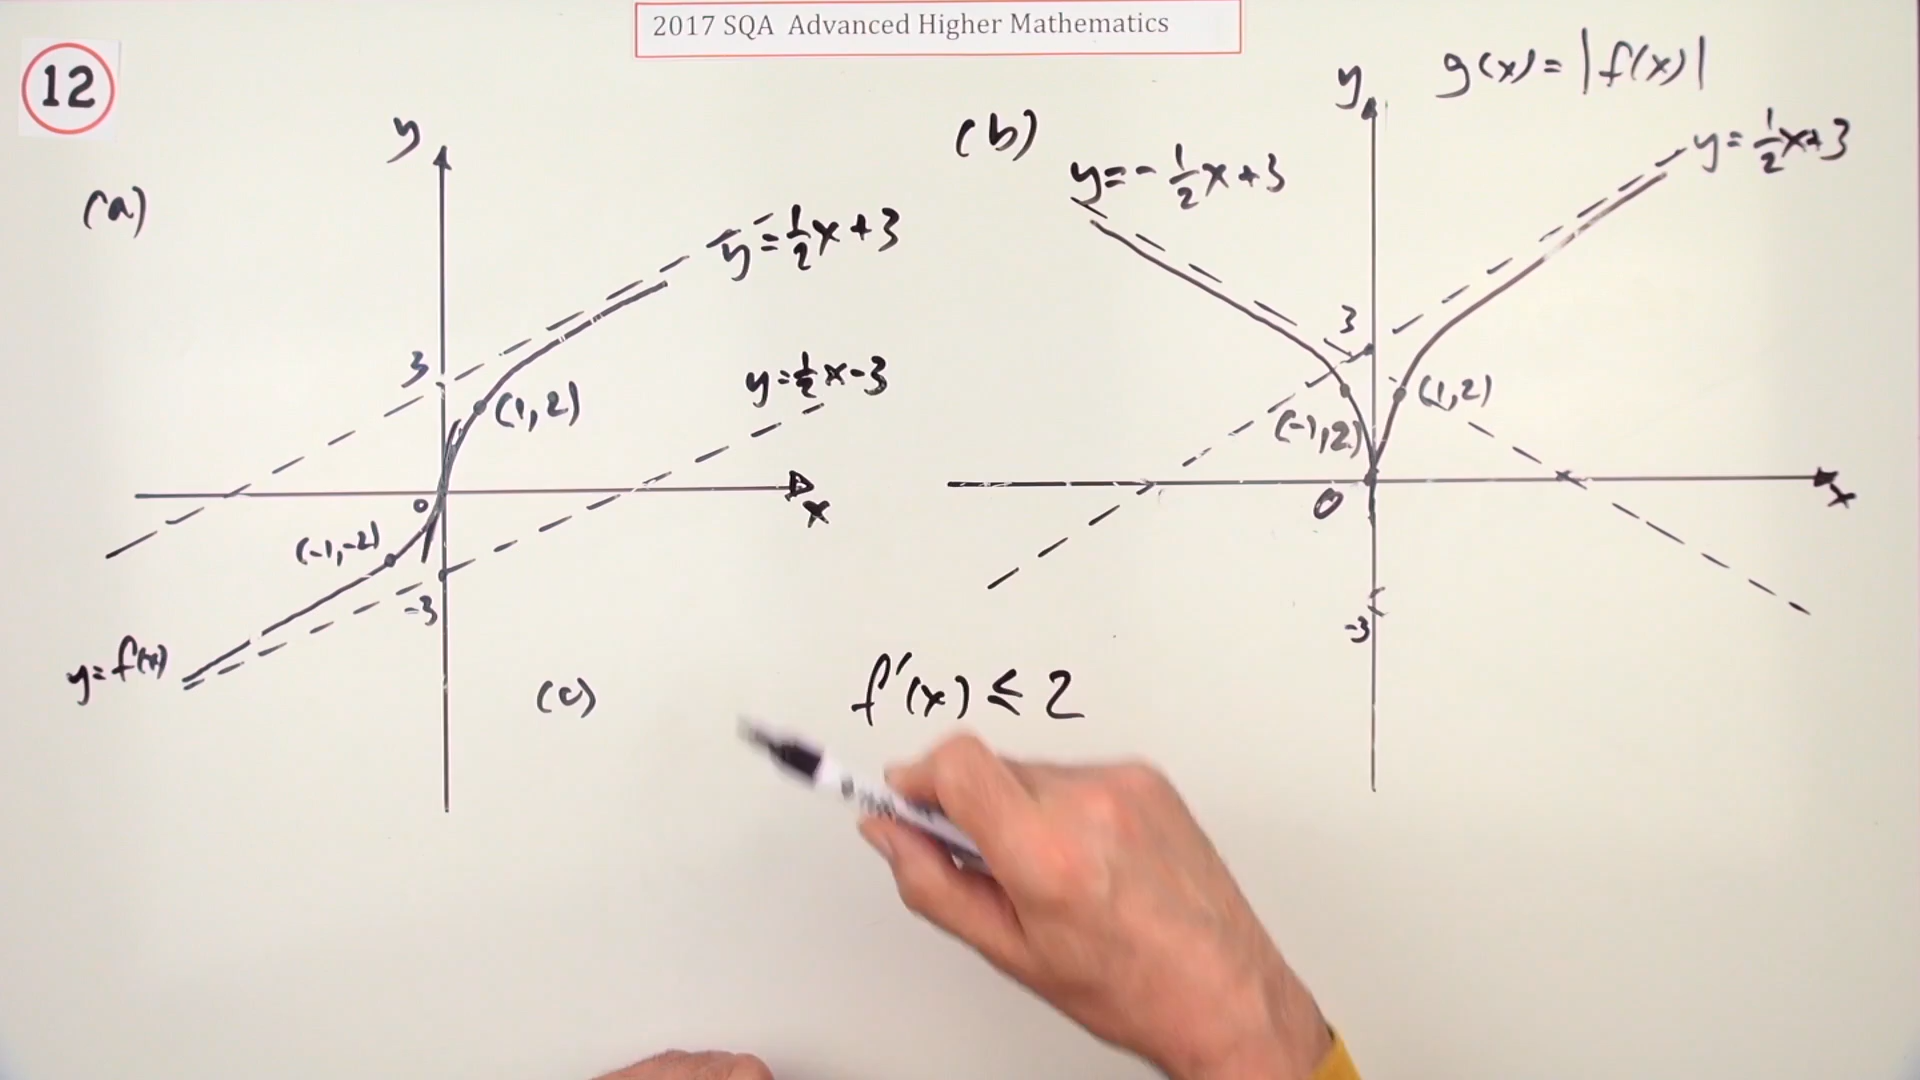 2017 SQA Advanced Higher Mathematics
12
(a)
y
y = 1/2 x + 3
3
(1, 2)
y = 1/2 x - 3
0
x
(-1, -2)
-3
y = f(x)
(b)
y
g(x) = |f(x)|
y = - 1/2 x + 3
y = 1/2 x + 3
3
(1, 2)
(-1, 2)
0
x
-3
(c)
f'(x) ≤ 2